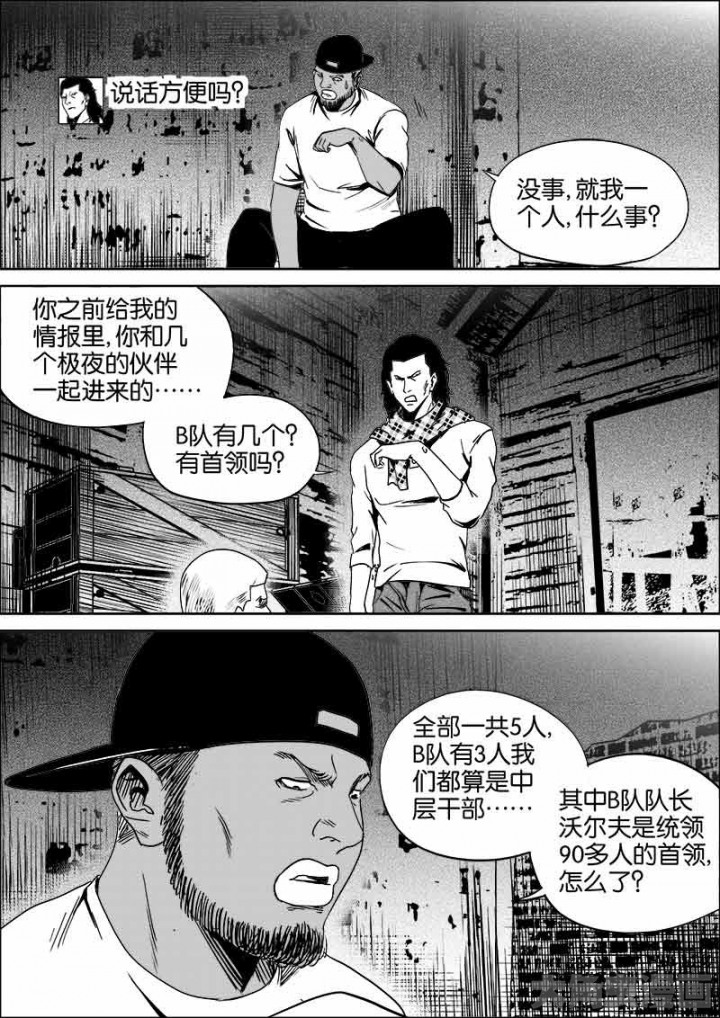 说话方便吗?
没事,就我一
个人,什么事?
你之前给我的
情报里,你和几
个极夜的伙伴
一起进来的……
B队有几个?
有首领吗?
全部一共5人,
B队有3人我
们都算是中
层干部……
其中B队队长
沃尔夫是统领
90多人的首领,
怎么了?